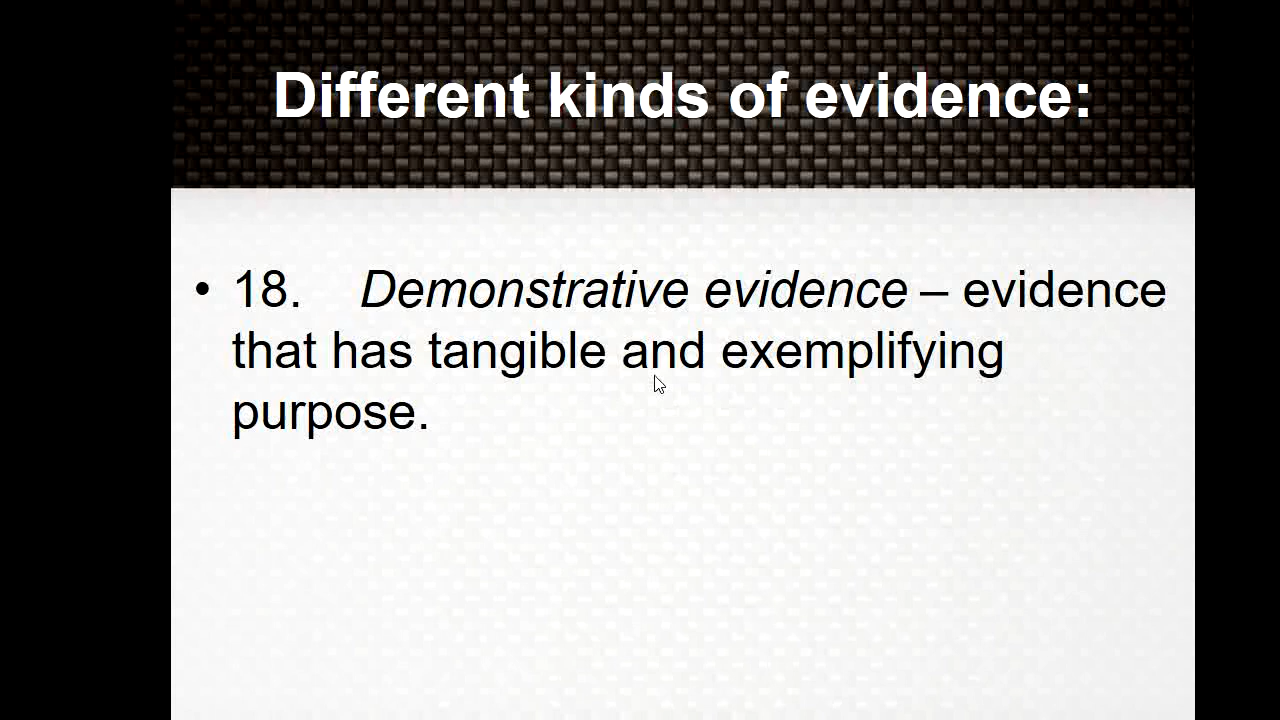 Different kinds of evidence:
• 18. Demonstrative evidence – evidence
that has tangible and exemplifying
purpose.